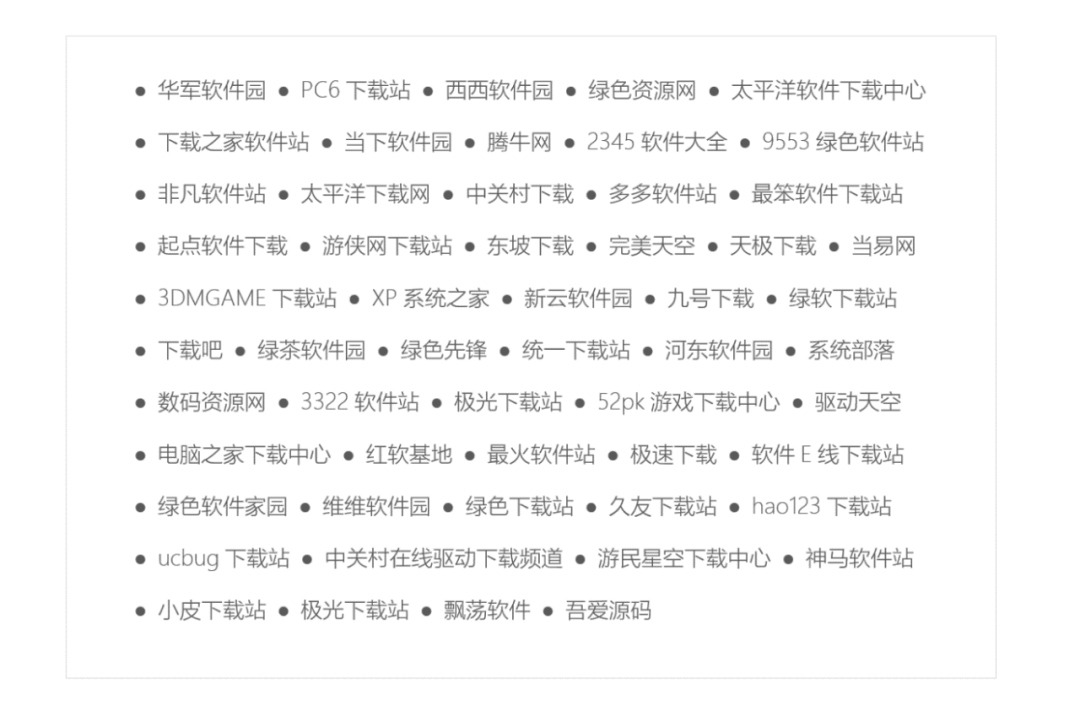 ● 华军软件园 ● PC6 下载站 ● 西西软件园 ● 绿色资源网 ● 太平洋软件下载中心
● 下载之家软件站 ● 当下软件园 ● 腾牛网 ● 2345 软件大全 ● 9553 绿色软件站
● 非凡软件站 ● 太平洋下载网 ● 中关村下载 ● 多多软件站 ● 最笨软件下载站
● 起点软件下载 ● 游侠网下载站 ● 东坡下载 ● 完美天空 ● 天极下载 ● 当易网
● 3DMGAME 下载站 ● XP 系统之家 ● 新云软件园 ● 九号下载 ● 绿软下载站
● 下载吧 ● 绿茶软件园 ● 绿色先锋 ● 统一下载站 ● 河东软件园 ● 系统部落
● 数码资源网 ● 3322 软件站 ● 极光下载站 ● 52pk 游戏下载中心 ● 驱动天空
● 电脑之家下载中心 ● 红软基地 ● 最火软件站 ● 极速下载 ● 软件 E 线下载站
● 绿色软件家园 ● 维维软件园 ● 绿色下载站 ● 久友下载站 ● hao123 下载站
● ucbug 下载站 ● 中关村在线驱动下载频道 ● 游民星空下载中心 ● 神马软件站
● 小皮下载站 ● 极光下载站 ● 飘荡软件 ● 吾爱源码